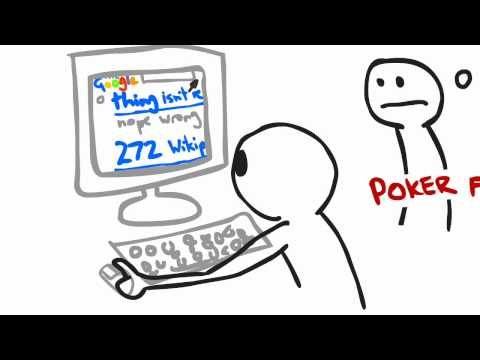 Google
thing isn't
nope wrong
272 Wikip
POKER F